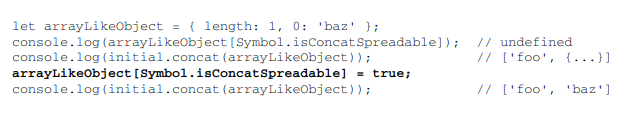 let arrayLikeObject = { length: 1, 0: 'baz' };
console.log(arrayLikeObject[Symbol.isConcatSpreadable]);  // undefined
console.log(initial.concat(arrayLikeObject));             // ['foo', {...}]
arrayLikeObject[Symbol.isConcatSpreadable] = true;
console.log(initial.concat(arrayLikeObject));             // ['foo', 'baz']